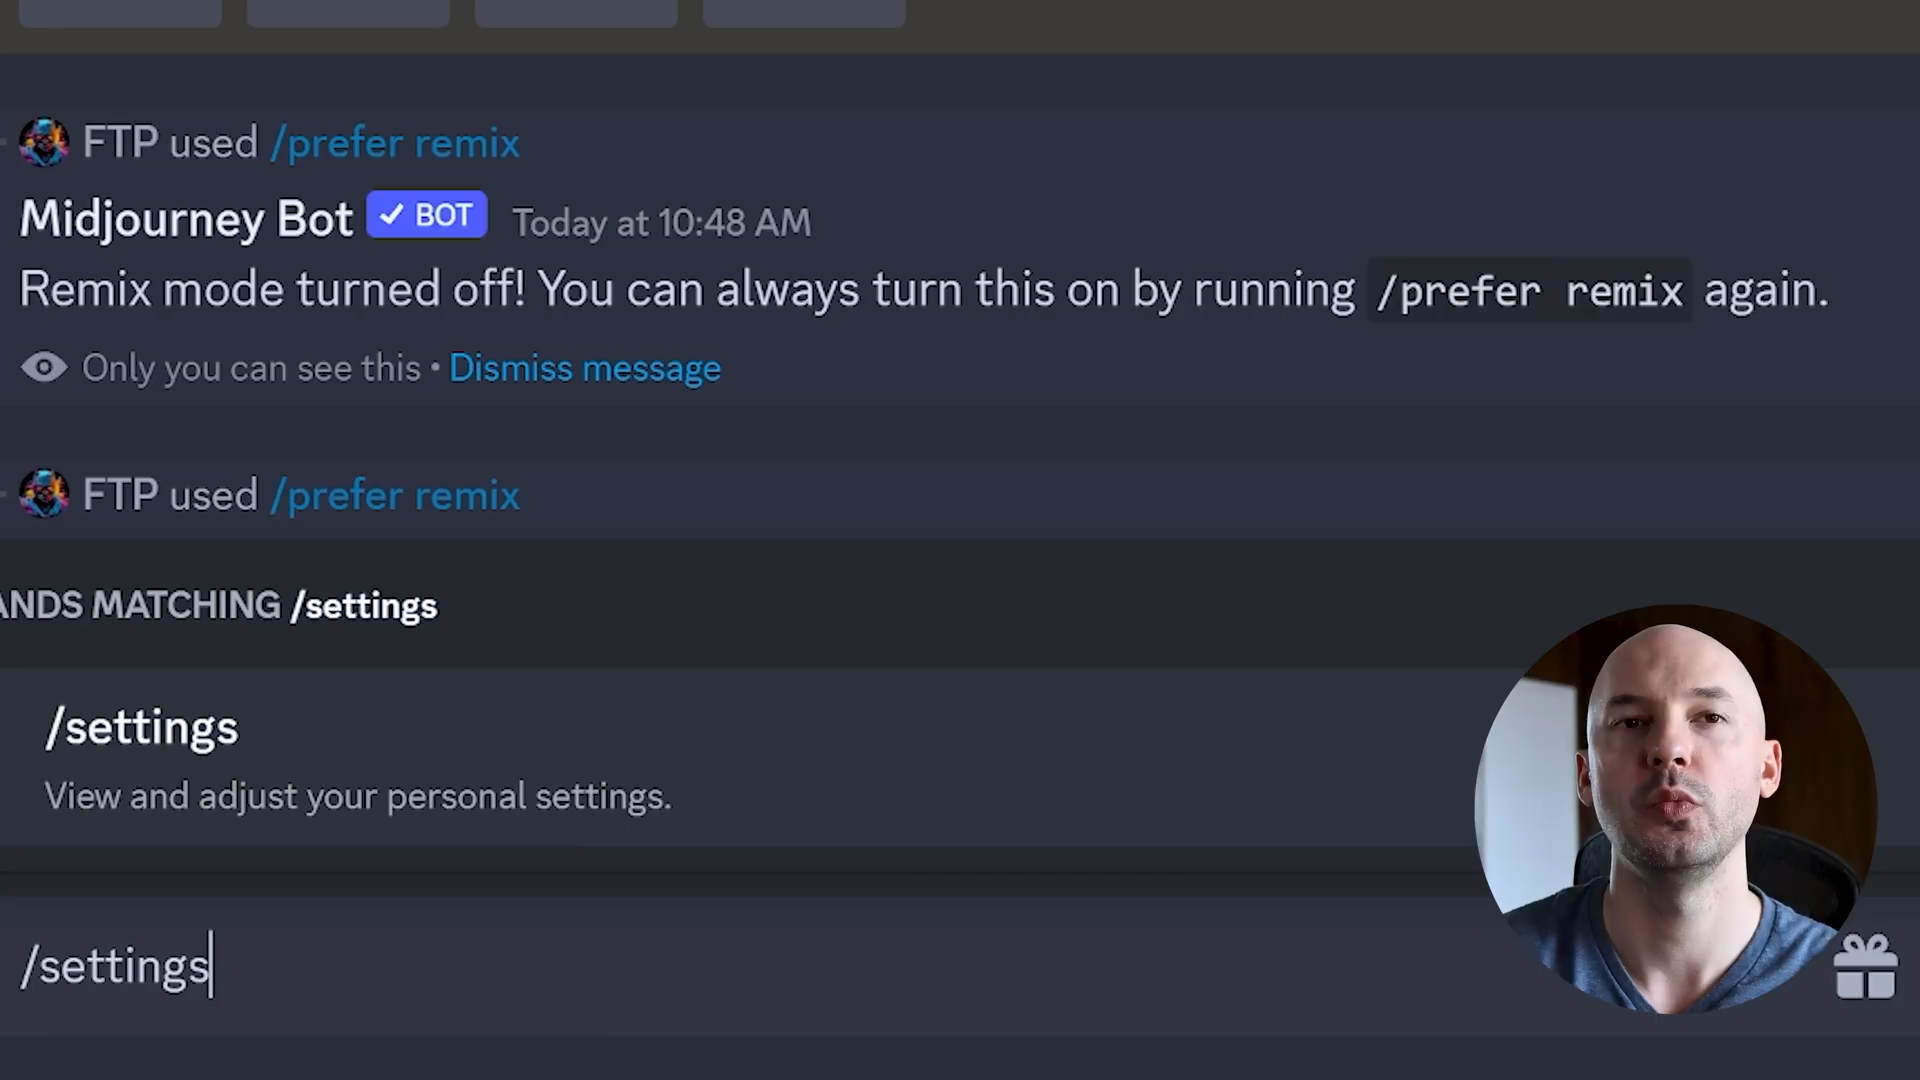 FTP used /prefer remix
Midjourney Bot ✓ BOT Today at 10:48 AM
Remix mode turned off! You can always turn this on by running /prefer remix again.
Only you can see this • Dismiss message
FTP used /prefer remix
ANDS MATCHING /settings
/settings
View and adjust your personal settings.
/settings